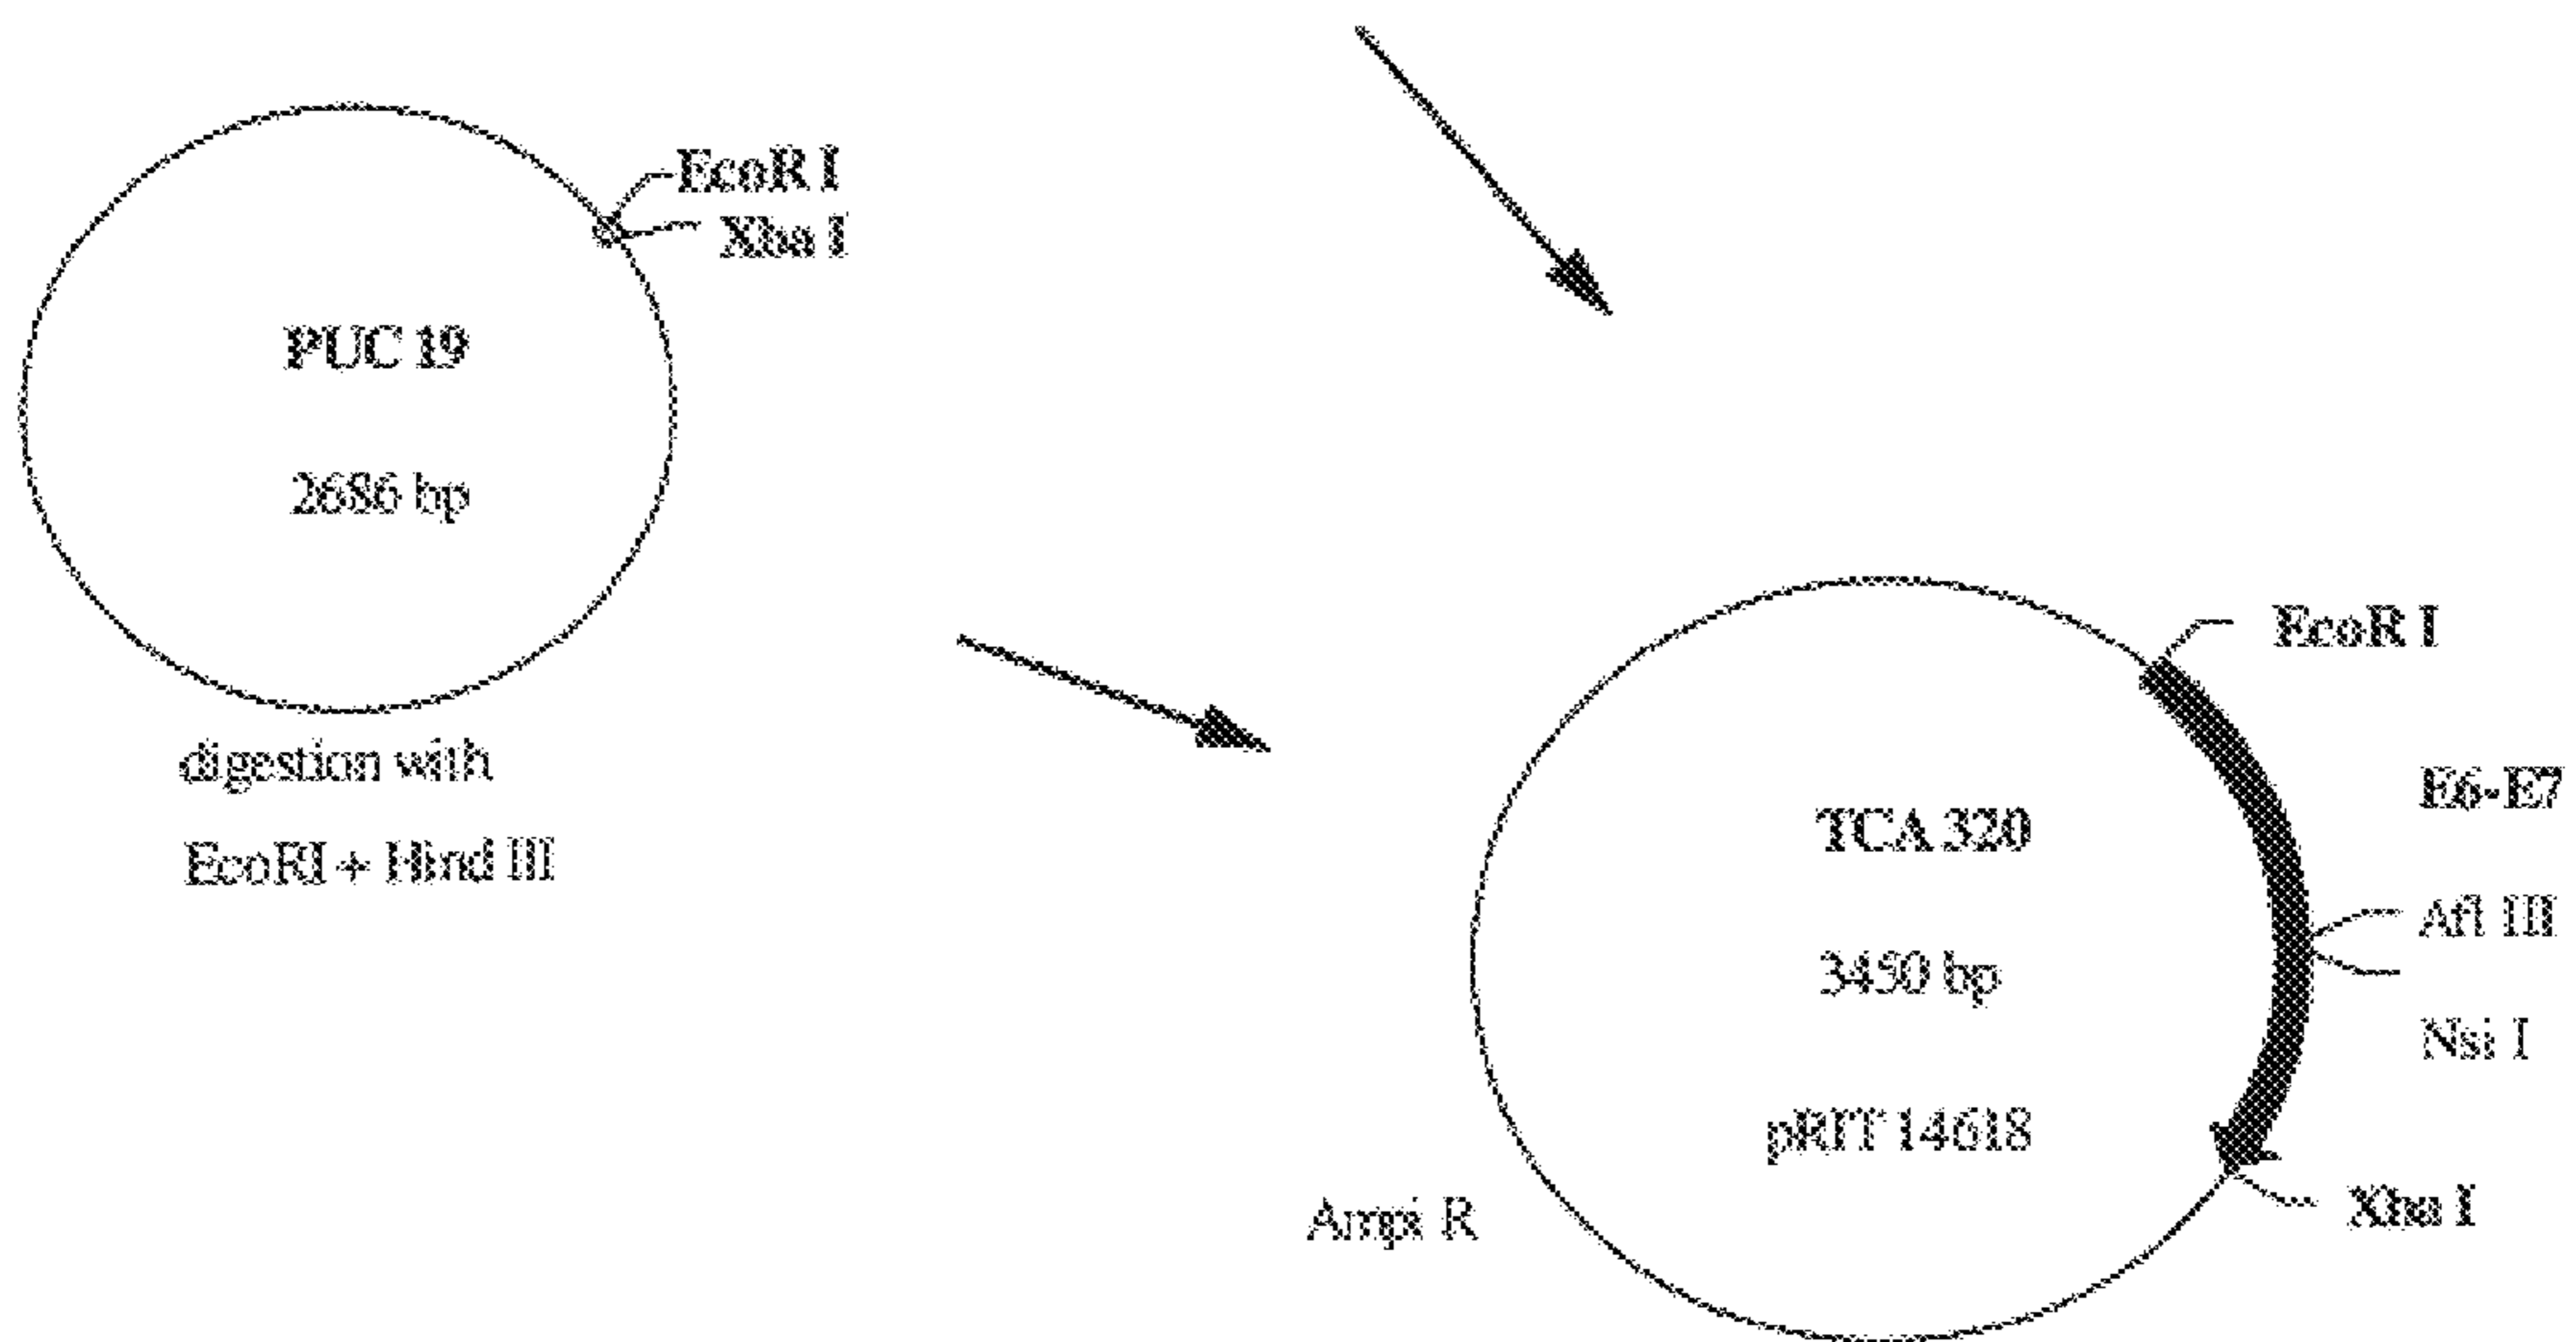 EcoR I
Xba I
PUC 19
2686 bp
digestion with
EcoRI + Hind III
EcoR I
E6-E7
TCA 320
Afl III
3450 bp
Nsi I
pRIT 14618
Ampi R
Xba I